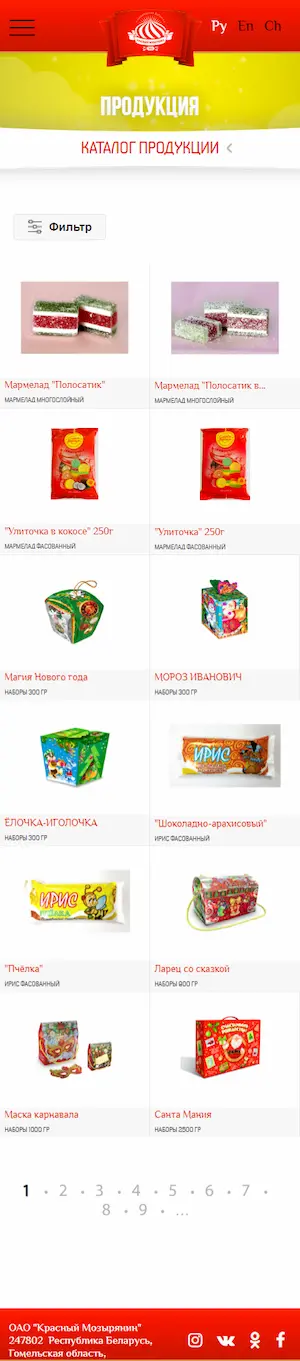 Ру En Ch
ПРОДУКЦИЯ
КАТАЛОГ ПРОДУКЦИИ
Фильтр
Мармелад "Полосатик"
МАРМЕЛАД МНОГОСЛОЙНЫЙ
Мармелад "Полосатик в...
МАРМЕЛАД МНОГОСЛОЙНЫЙ
"Улиточка в кокосе" 250г
МАРМЕЛАД ФАСОВАННЫЙ
"Улиточка" 250г
МАРМЕЛАД ФАСОВАННЫЙ
Магия Нового года
НАБОРЫ 300 ГР
МОРОЗ ИВАНОВИЧ
НАБОРЫ 300 ГР
ЁЛОЧКА-ИГОЛОЧКА
НАБОРЫ 300 ГР
ИРИС
"Шоколадно-арахисовый"
ИРИС ФАСОВАННЫЙ
ИРИС
"Пчёлка"
ИРИС ФАСОВАННЫЙ
Ларец со сказкой
НАБОРЫ 900 ГР
Маска карнавала
НАБОРЫ 1000 ГР
Санта Мания
НАБОРЫ 2500 ГР
1 • 2 • 3 • 4 • 5 • 6 • 7 •
8 • 9 • ...
ОАО "Красный Мозырянин"
247802 Республика Беларусь,
Гомельская область,